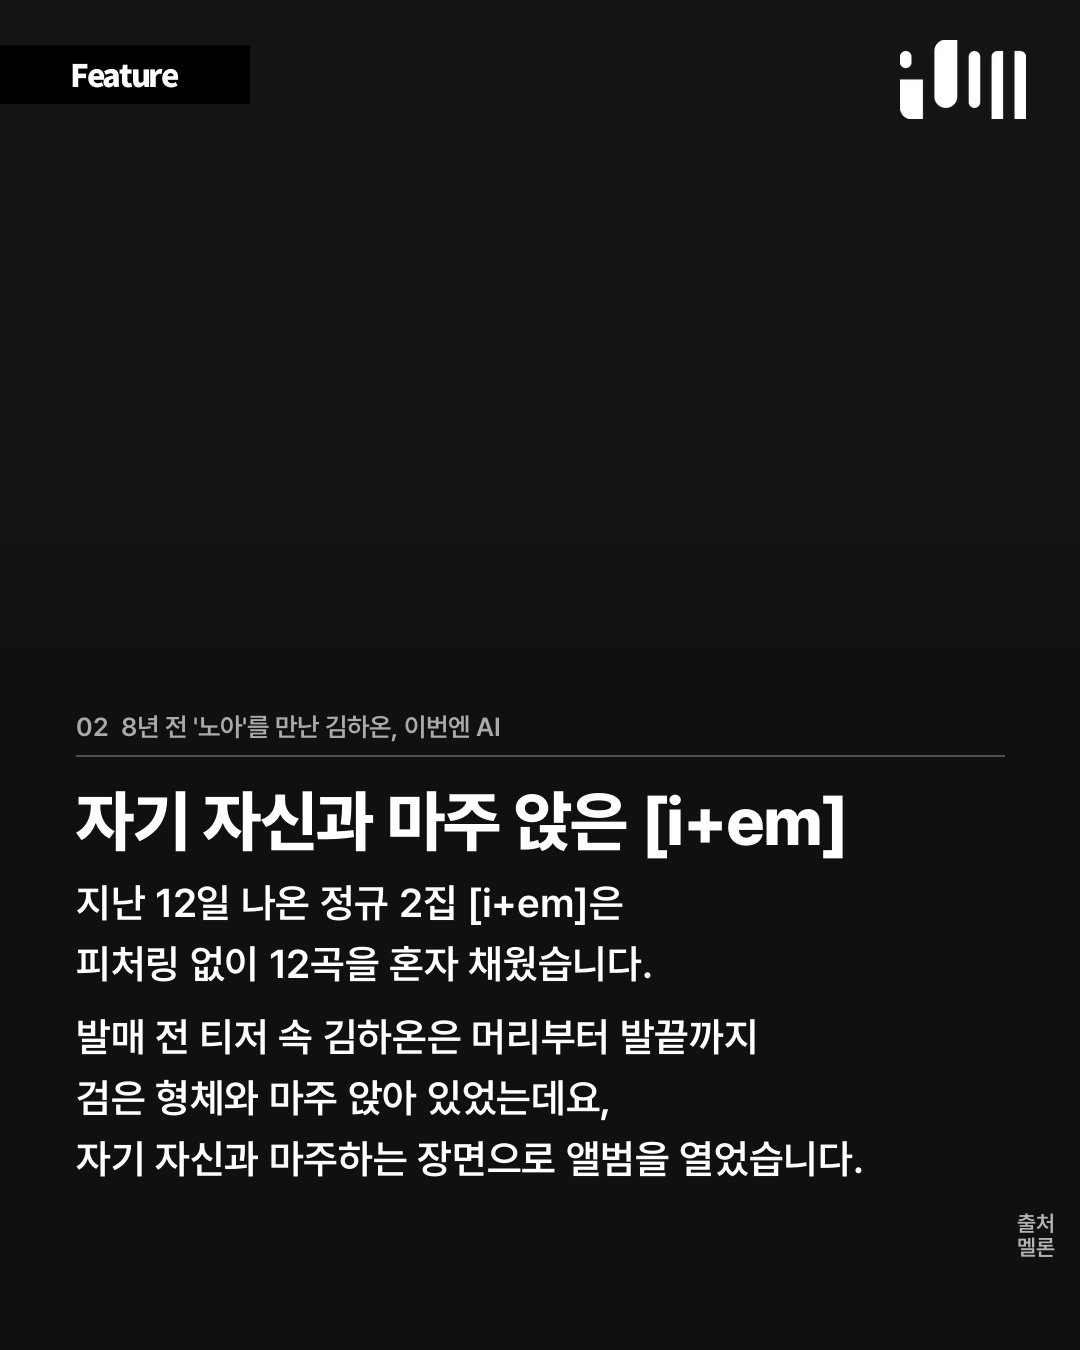 Feature
02 8년 전 '노아'를 만난 김하온, 이번엔 AI
자기 자신과 마주 앉은 [i+em]
지난 12일 나온 정규 2집 [i+em]은
피처링 없이 12곡을 혼자 채웠습니다.
발매 전 티저 속 김하온은 머리부터 발끝까지
검은 형체와 마주 앉아 있었는데요,
자기 자신과 마주하는 장면으로 앨범을 열었습니다.
출처
멜론